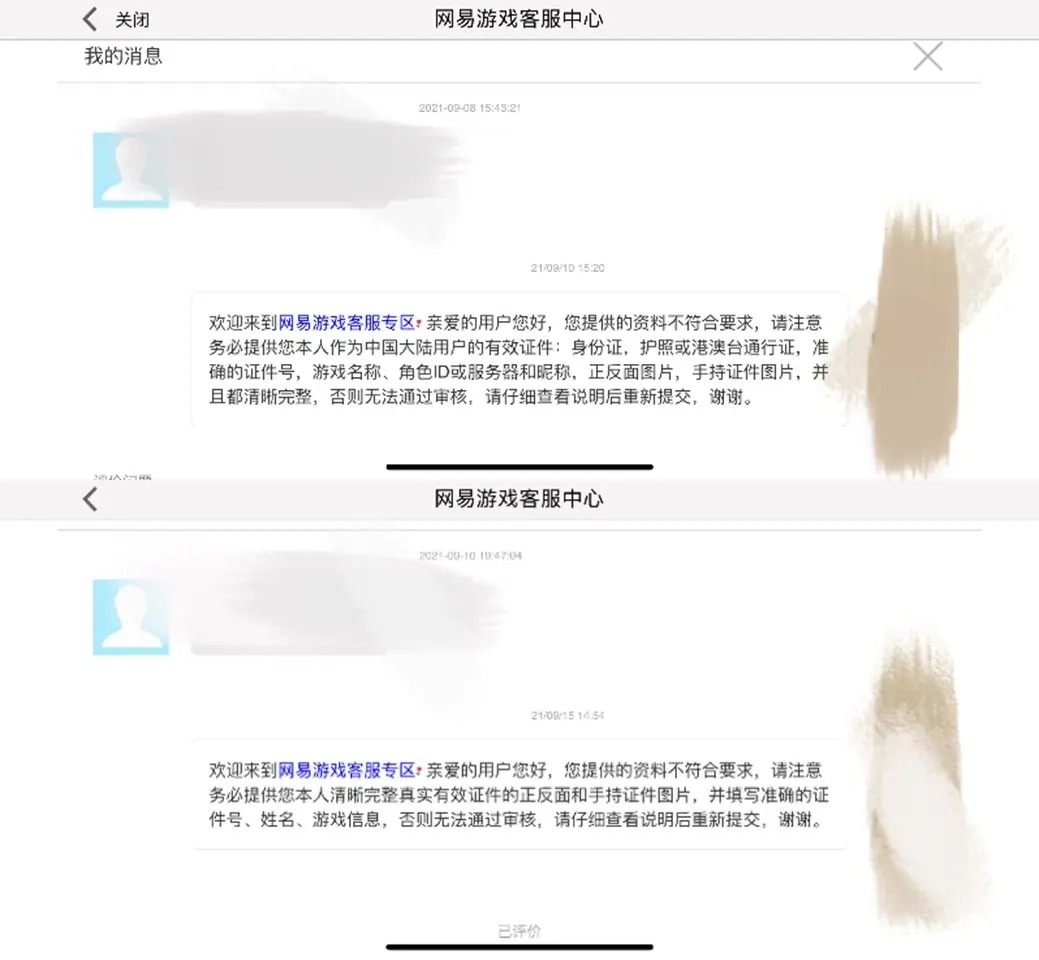 关闭
网易游戏客服中心
我的消息
2021-09-08 15:43:21
21/09/10 15:20
欢迎来到网易游戏客服专区 亲爱的用户您好，您提供的资料不符合要求，请注意
务必提供您本人作为中国大陆用户的有效证件：身份证，护照或港澳台通行证，准
确的证件号，游戏名称、角色ID或服务器和昵称，正反面图片，手持证件图片，并
且都清晰完整，否则无法通过审核，请仔细查看说明后重新提交，谢谢。
网易游戏客服中心
2021-09-10 19:47:04
21/09/15 14:54
欢迎来到网易游戏客服专区 亲爱的用户您好，您提供的资料不符合要求，请注意
务必提供您本人清晰完整真实有效证件的正反面和手持证件图片，并填写准确的证
件号、姓名、游戏信息，否则无法通过审核，请仔细查看说明后重新提交，谢谢。
已评价